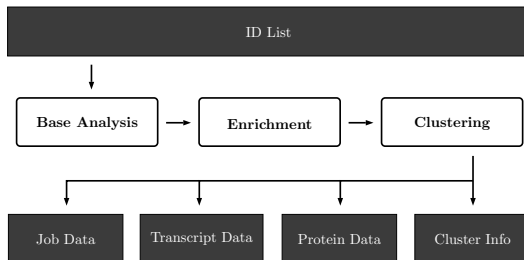 ID List
Base Analysis
Enrichment
Clustering
Job Data
Transcript Data
Protein Data
Cluster Info